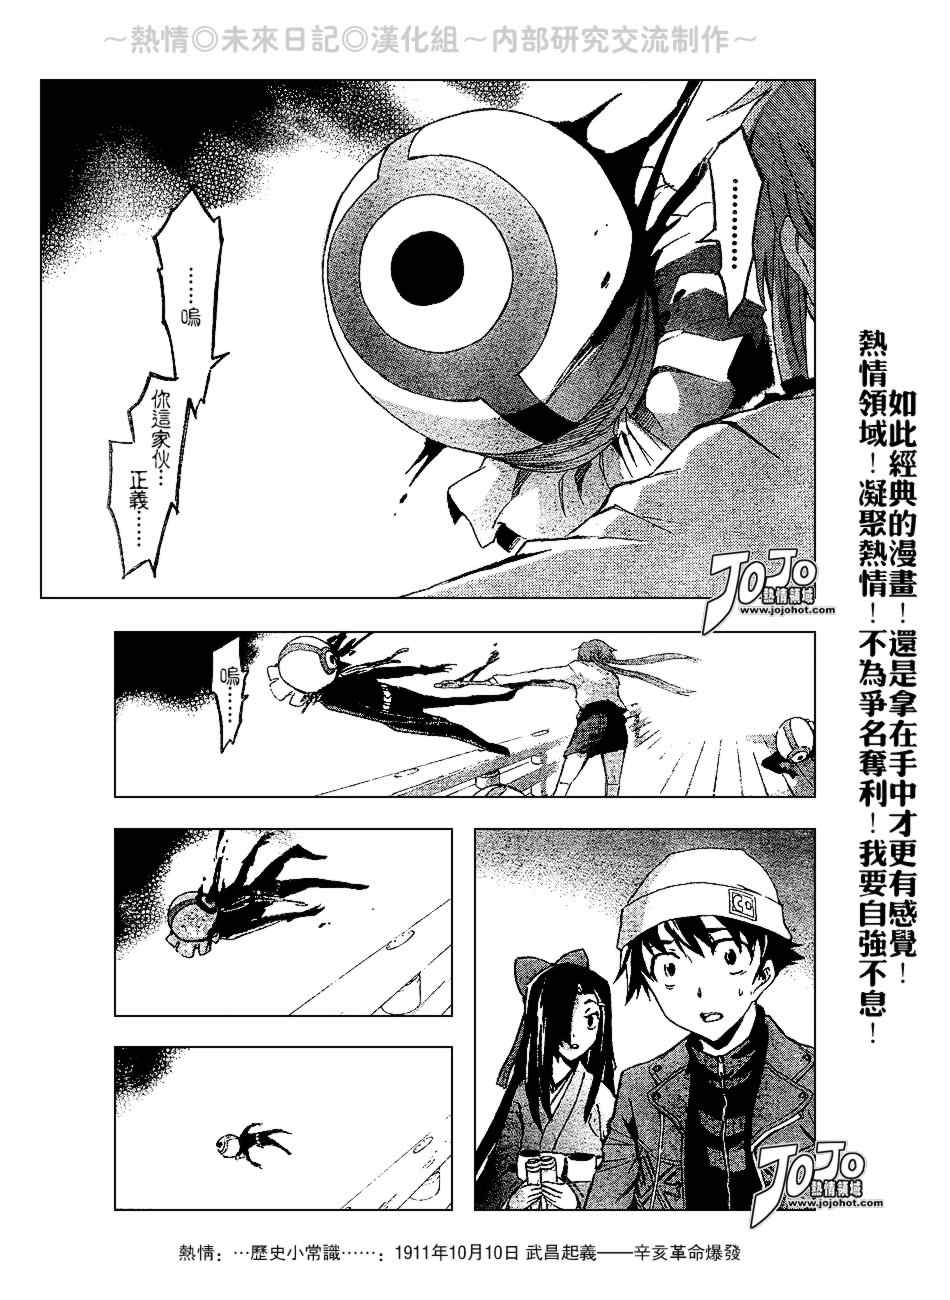 ～熱情◎未來日記◎漢化組～內部研究交流制作～
………
……嗚
你這家伙…
正義……
JOJO
熱情領域
www.jojohot.com
嗚……
如此經典的漫畫！還是拿在手中才更有感覺！
熱情領域！凝聚熱情！不為爭名奪利！我要自強不息！
JOJO
熱情領域
www.jojohot.com
熱情：…歷史小常識……：1911年10月10日 武昌起義——辛亥革命爆發